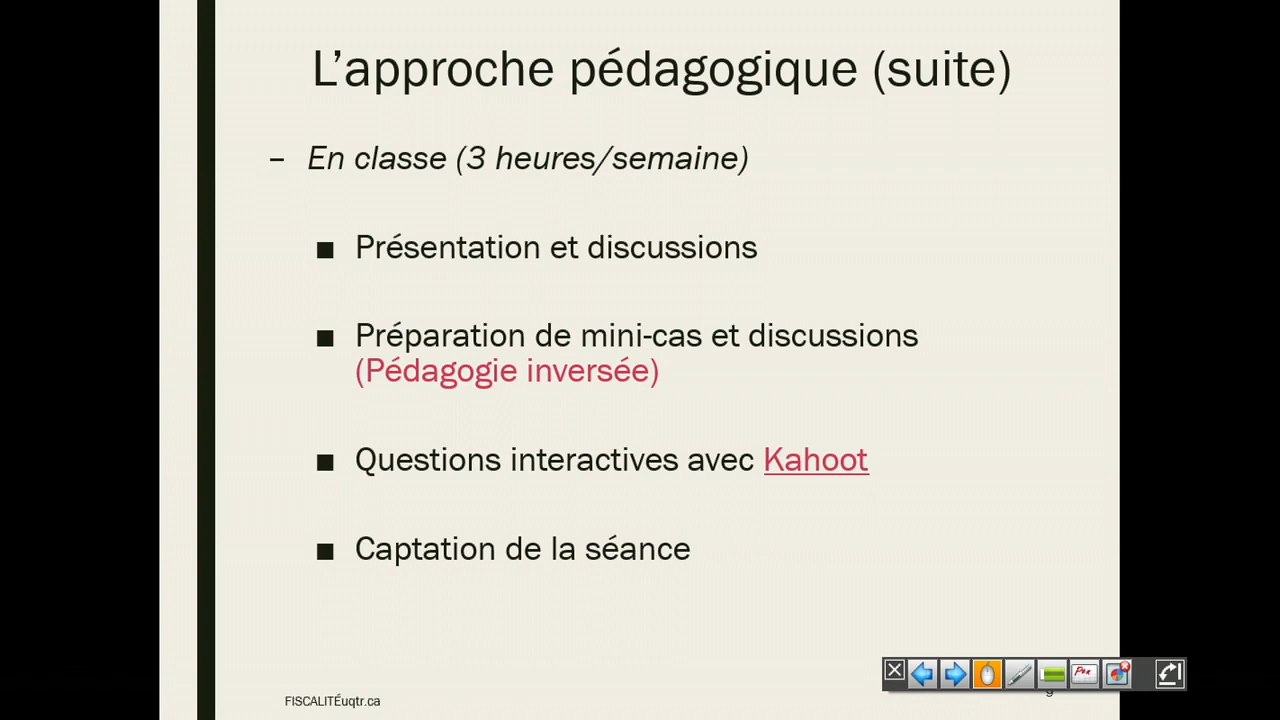 L'approche pédagogique (suite)
– En classe (3 heures/semaine)
■ Présentation et discussions
■ Préparation de mini-cas et discussions
(Pédagogie inversée)
■ Questions interactives avec Kahoot
■ Captation de la séance
FISCALITÉuqtr.ca